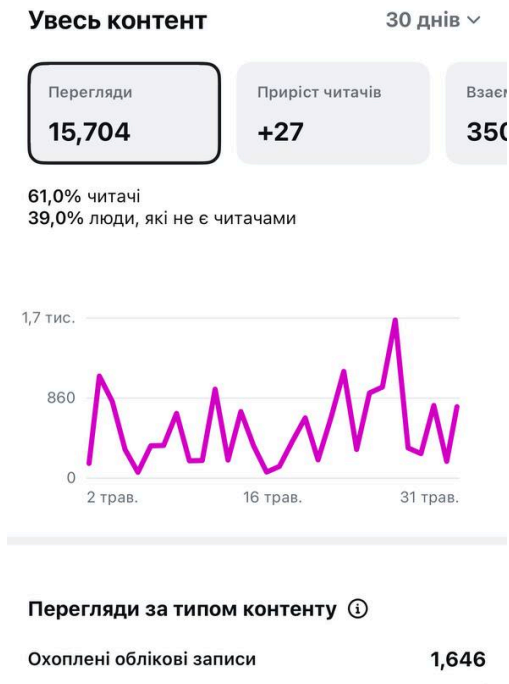 Увесь контент
30 днів
Перегляди
15,704
Приріст читачів
+27
350
61,0% читачі
39,0% люди, які не є читачами
1,7 тис.
860
0
2 трав.
16 трав.
31 трав.
Перегляди за типом контенту
Охоплені облікові записи
1,646